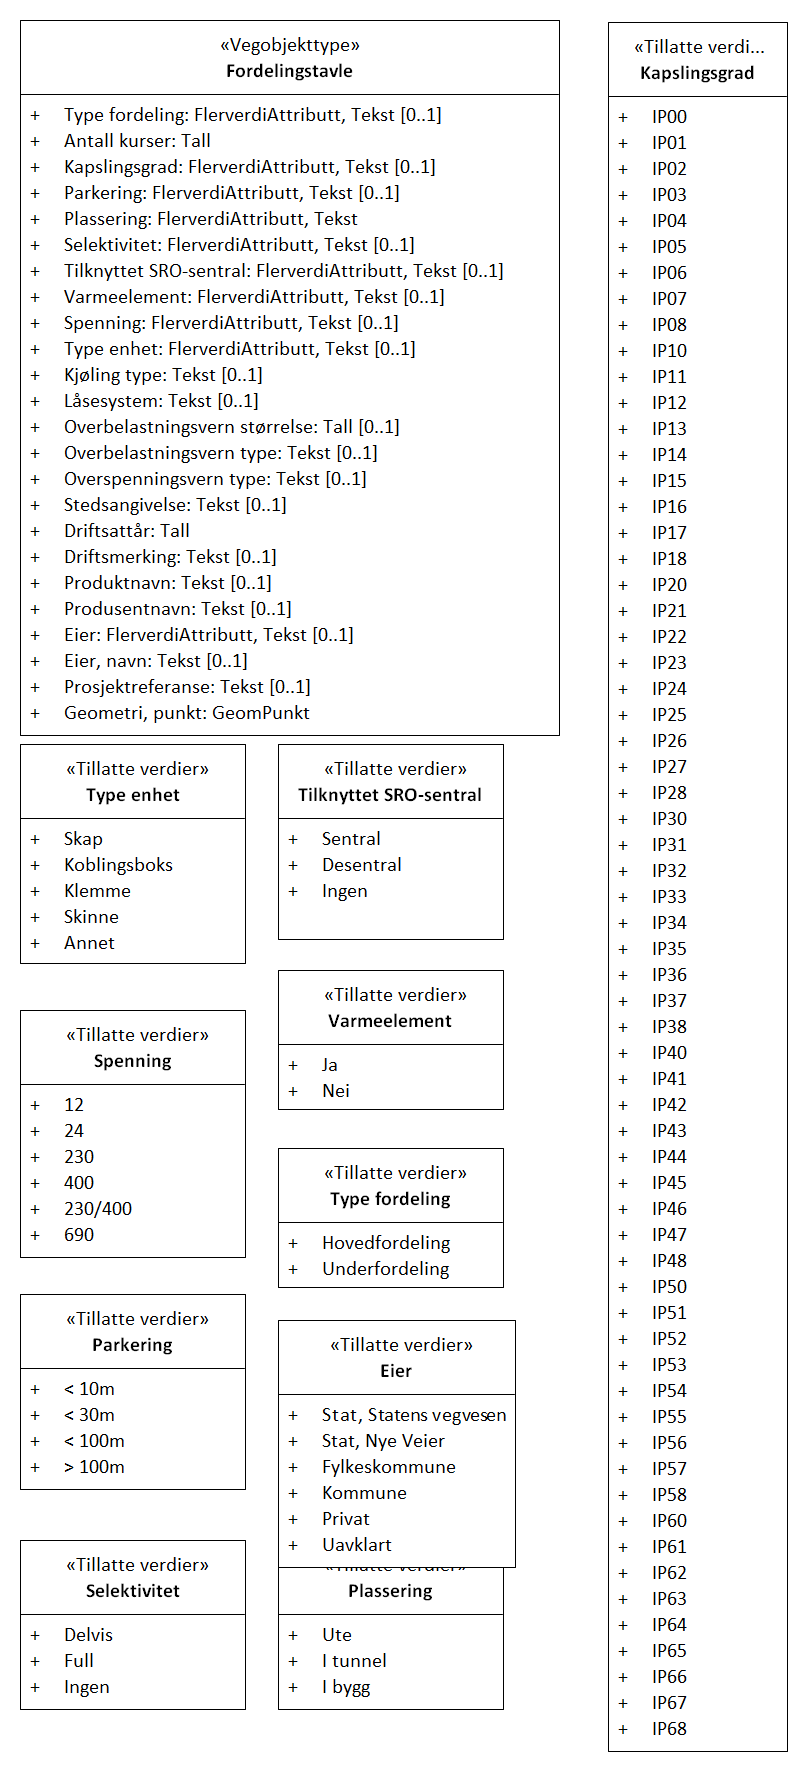 «Vegobjekttype»
Fordelingstavle
+ Type fordeling: FlerverdiAttributt, Tekst [0..1]
+ Antall kurser: Tall
+ Kapslingsgrad: FlerverdiAttributt, Tekst [0..1]
+ Parkering: FlerverdiAttributt, Tekst [0..1]
+ Plassering: FlerverdiAttributt, Tekst
+ Selektivitet: FlerverdiAttributt, Tekst [0..1]
+ Tilknyttet SRO-sentral: FlerverdiAttributt, Tekst [0..1]
+ Varmeelement: FlerverdiAttributt, Tekst [0..1]
+ Spenning: FlerverdiAttributt, Tekst [0..1]
+ Type enhet: FlerverdiAttributt, Tekst [0..1]
+ Kjøling type: Tekst [0..1]
+ Låsesystem: Tekst [0..1]
+ Overbelastningsvern størrelse: Tall [0..1]
+ Overbelastningsvern type: Tekst [0..1]
+ Overspenningsvern type: Tekst [0..1]
+ Stedsangivelse: Tekst [0..1]
+ Driftsattår: Tall
+ Driftsmerking: Tekst [0..1]
+ Produktnavn: Tekst [0..1]
+ Produsentnavn: Tekst [0..1]
+ Eier: FlerverdiAttributt, Tekst [0..1]
+ Eier, navn: Tekst [0..1]
+ Prosjektreferanse: Tekst [0..1]
+ Geometri, punkt: GeomPunkt
«Tillatte verdier»
Type enhet
+ Skap
+ Koblingsboks
+ Klemme
+ Skinne
+ Annet
«Tillatte verdier»
Spenning
+ 12
+ 24
+ 230
+ 400
+ 230/400
+ 690
«Tillatte verdier»
Parkering
+ < 10m
+ < 30m
+ < 100m
+ > 100m
«Tillatte verdier»
Selektivitet
+ Delvis
+ Full
+ Ingen
«Tillatte verdier»
Tilknyttet SRO-sentral
+ Sentral
+ Desentral
+ Ingen
«Tillatte verdier»
Varmeelement
+ Ja
+ Nei
«Tillatte verdier»
Type fordeling
+ Hovedfordeling
+ Underfordeling
«Tillatte verdier»
Eier
+ Stat, Statens vegvesen
+ Stat, Nye Veier
+ Fylkeskommune
+ Kommune
+ Privat
+ Uavklart
«Tillatte verdier»
Plassering
+ Ute
+ I tunnel
+ I bygg
«Tillatte verdi...
Kapslingsgrad
+ IP00
+ IP01
+ IP02
+ IP03
+ IP04
+ IP05
+ IP06
+ IP07
+ IP08
+ IP10
+ IP11
+ IP12
+ IP13
+ IP14
+ IP15
+ IP16
+ IP17
+ IP18
+ IP20
+ IP21
+ IP22
+ IP23
+ IP24
+ IP25
+ IP26
+ IP27
+ IP28
+ IP30
+ IP31
+ IP32
+ IP33
+ IP34
+ IP35
+ IP36
+ IP37
+ IP38
+ IP40
+ IP41
+ IP42
+ IP43
+ IP44
+ IP45
+ IP46
+ IP47
+ IP48
+ IP50
+ IP51
+ IP52
+ IP53
+ IP54
+ IP55
+ IP56
+ IP57
+ IP58
+ IP60
+ IP61
+ IP62
+ IP63
+ IP64
+ IP65
+ IP66
+ IP67
+ IP68